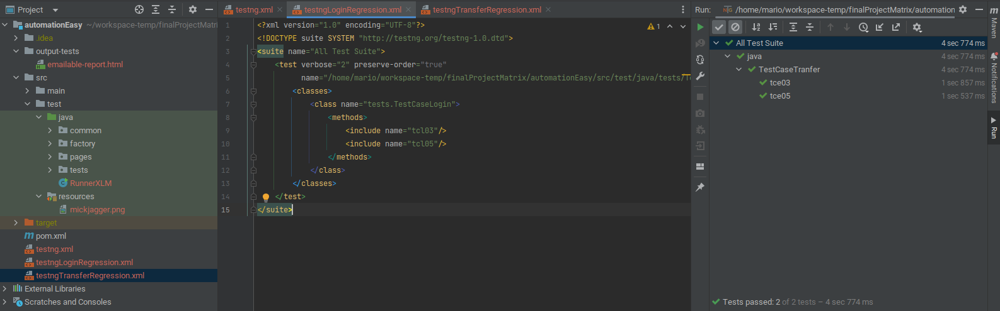 Project
automationEasy ~/workspace-temp/finalProjectMatri
.idea
output-tests
emailable-report.html
src
main
test
java
common
factory
pages
tests
RunnerXLM
resources
mickjagger.png
target
pom.xml
testng.xml
testngLoginRegression.xml
testngTransferRegression.xml
External Libraries
Scratches and Consoles
testng.xml testngLoginRegression.xml testngTransferRegression.xml
1 <?xml version="1.0" encoding="UTF-8"?>
2 <!DOCTYPE suite SYSTEM "http://testng.org/testng-1.0.dtd">
3 <suite name="All Test Suite">
4 <test verbose="2" preserve-order="true"
5 name="/home/mario/workspace-temp/finalProjectMatrix/automationEasy/src/test/java/tests/
6 <classes>
7 <class name="tests.TestCaseLogin">
8 <methods>
9 <include name="tcl03"/>
10 <include name="tcl05"/>
11 </methods>
12 </class>
13 </classes>
14 </test>
15 </suite>
1
Run: NG /home/mario/workspace-temp/finalProjectMatrix/automation
All Test Suite 4 sec 774 ms
java 4 sec 774 ms
TestCaseTranfer 4 sec 774 ms
tce03 1 sec 857 ms
tce05 1 sec 537 ms
Tests passed: 2 of 2 tests – 4 sec 774 ms
m
Maven
Notifications
Run